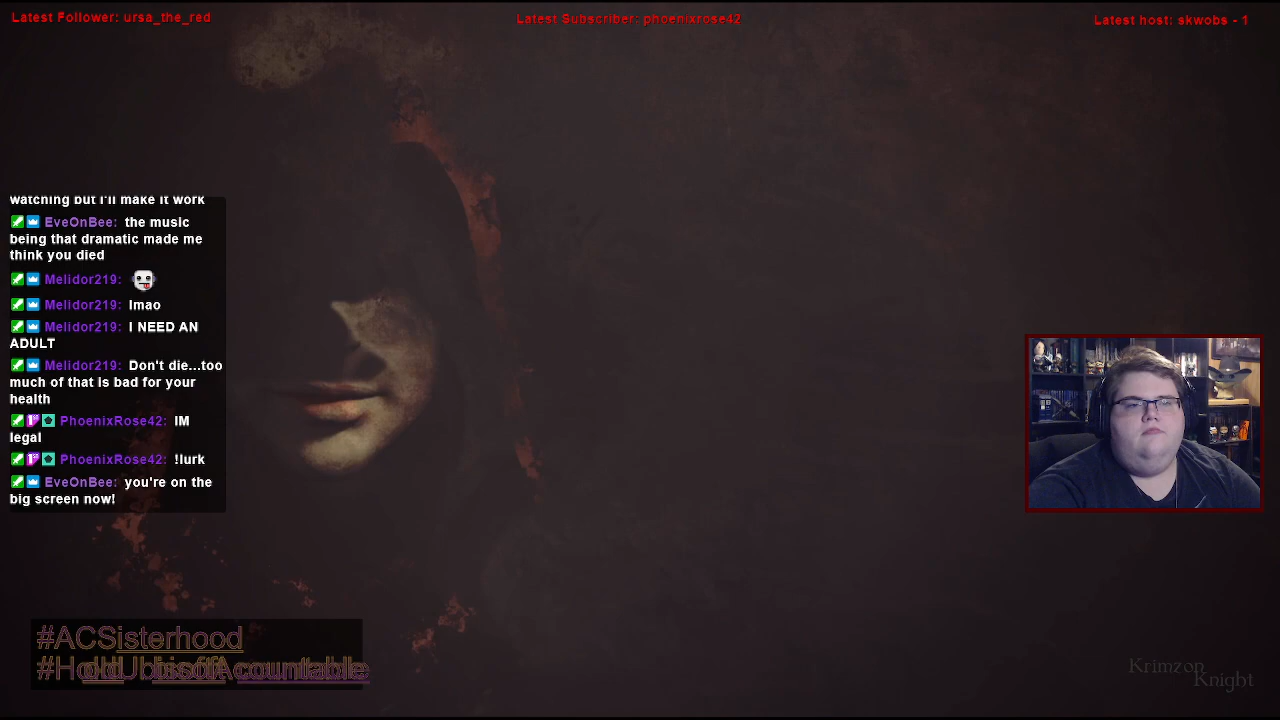 Latest Follower: ursa_the_red
Latest Subscriber: phoenixrose42
Latest host: skwobs - 1
watching but I'll make it work
EveOnBee: the music
being that dramatic made me
think you died
Melidor219:
Melidor219: lmao
Melidor219: I NEED AN
ADULT
Melidor219: Don't die...too
much of that is bad for your
health
PhoenixRose42: IM
legal
PhoenixRose42: !lurk
EveOnBee: you're on the
big screen now!
#ACSisterhood
#HoldUbisoftAccountable
Krimzon
Knight